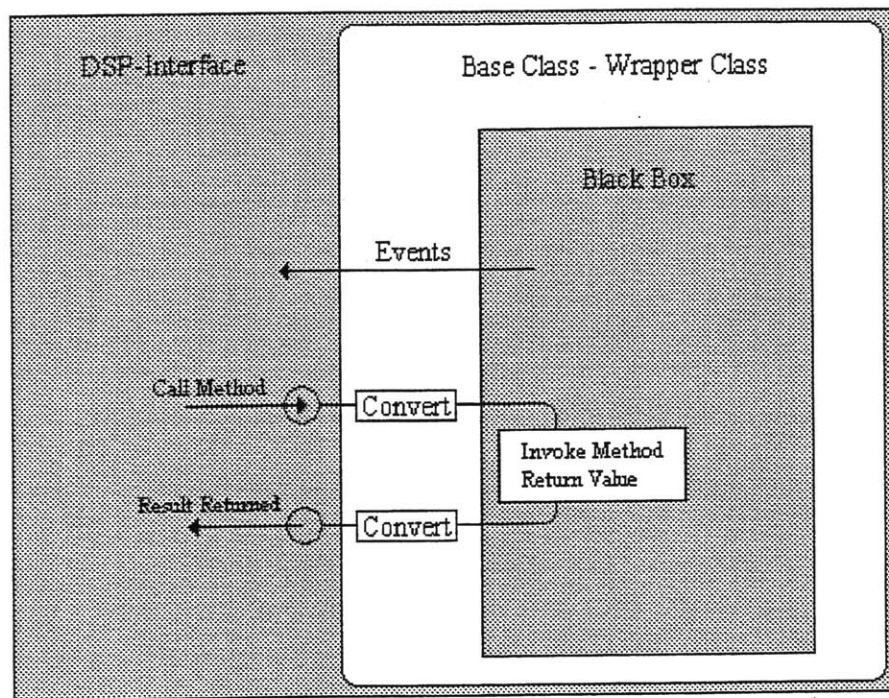 DSP-Interface
Base Class - Wrapper Class
Black Box
Events
Call Method
Convert
Invoke Method
Return Value
Result Returned
Convert